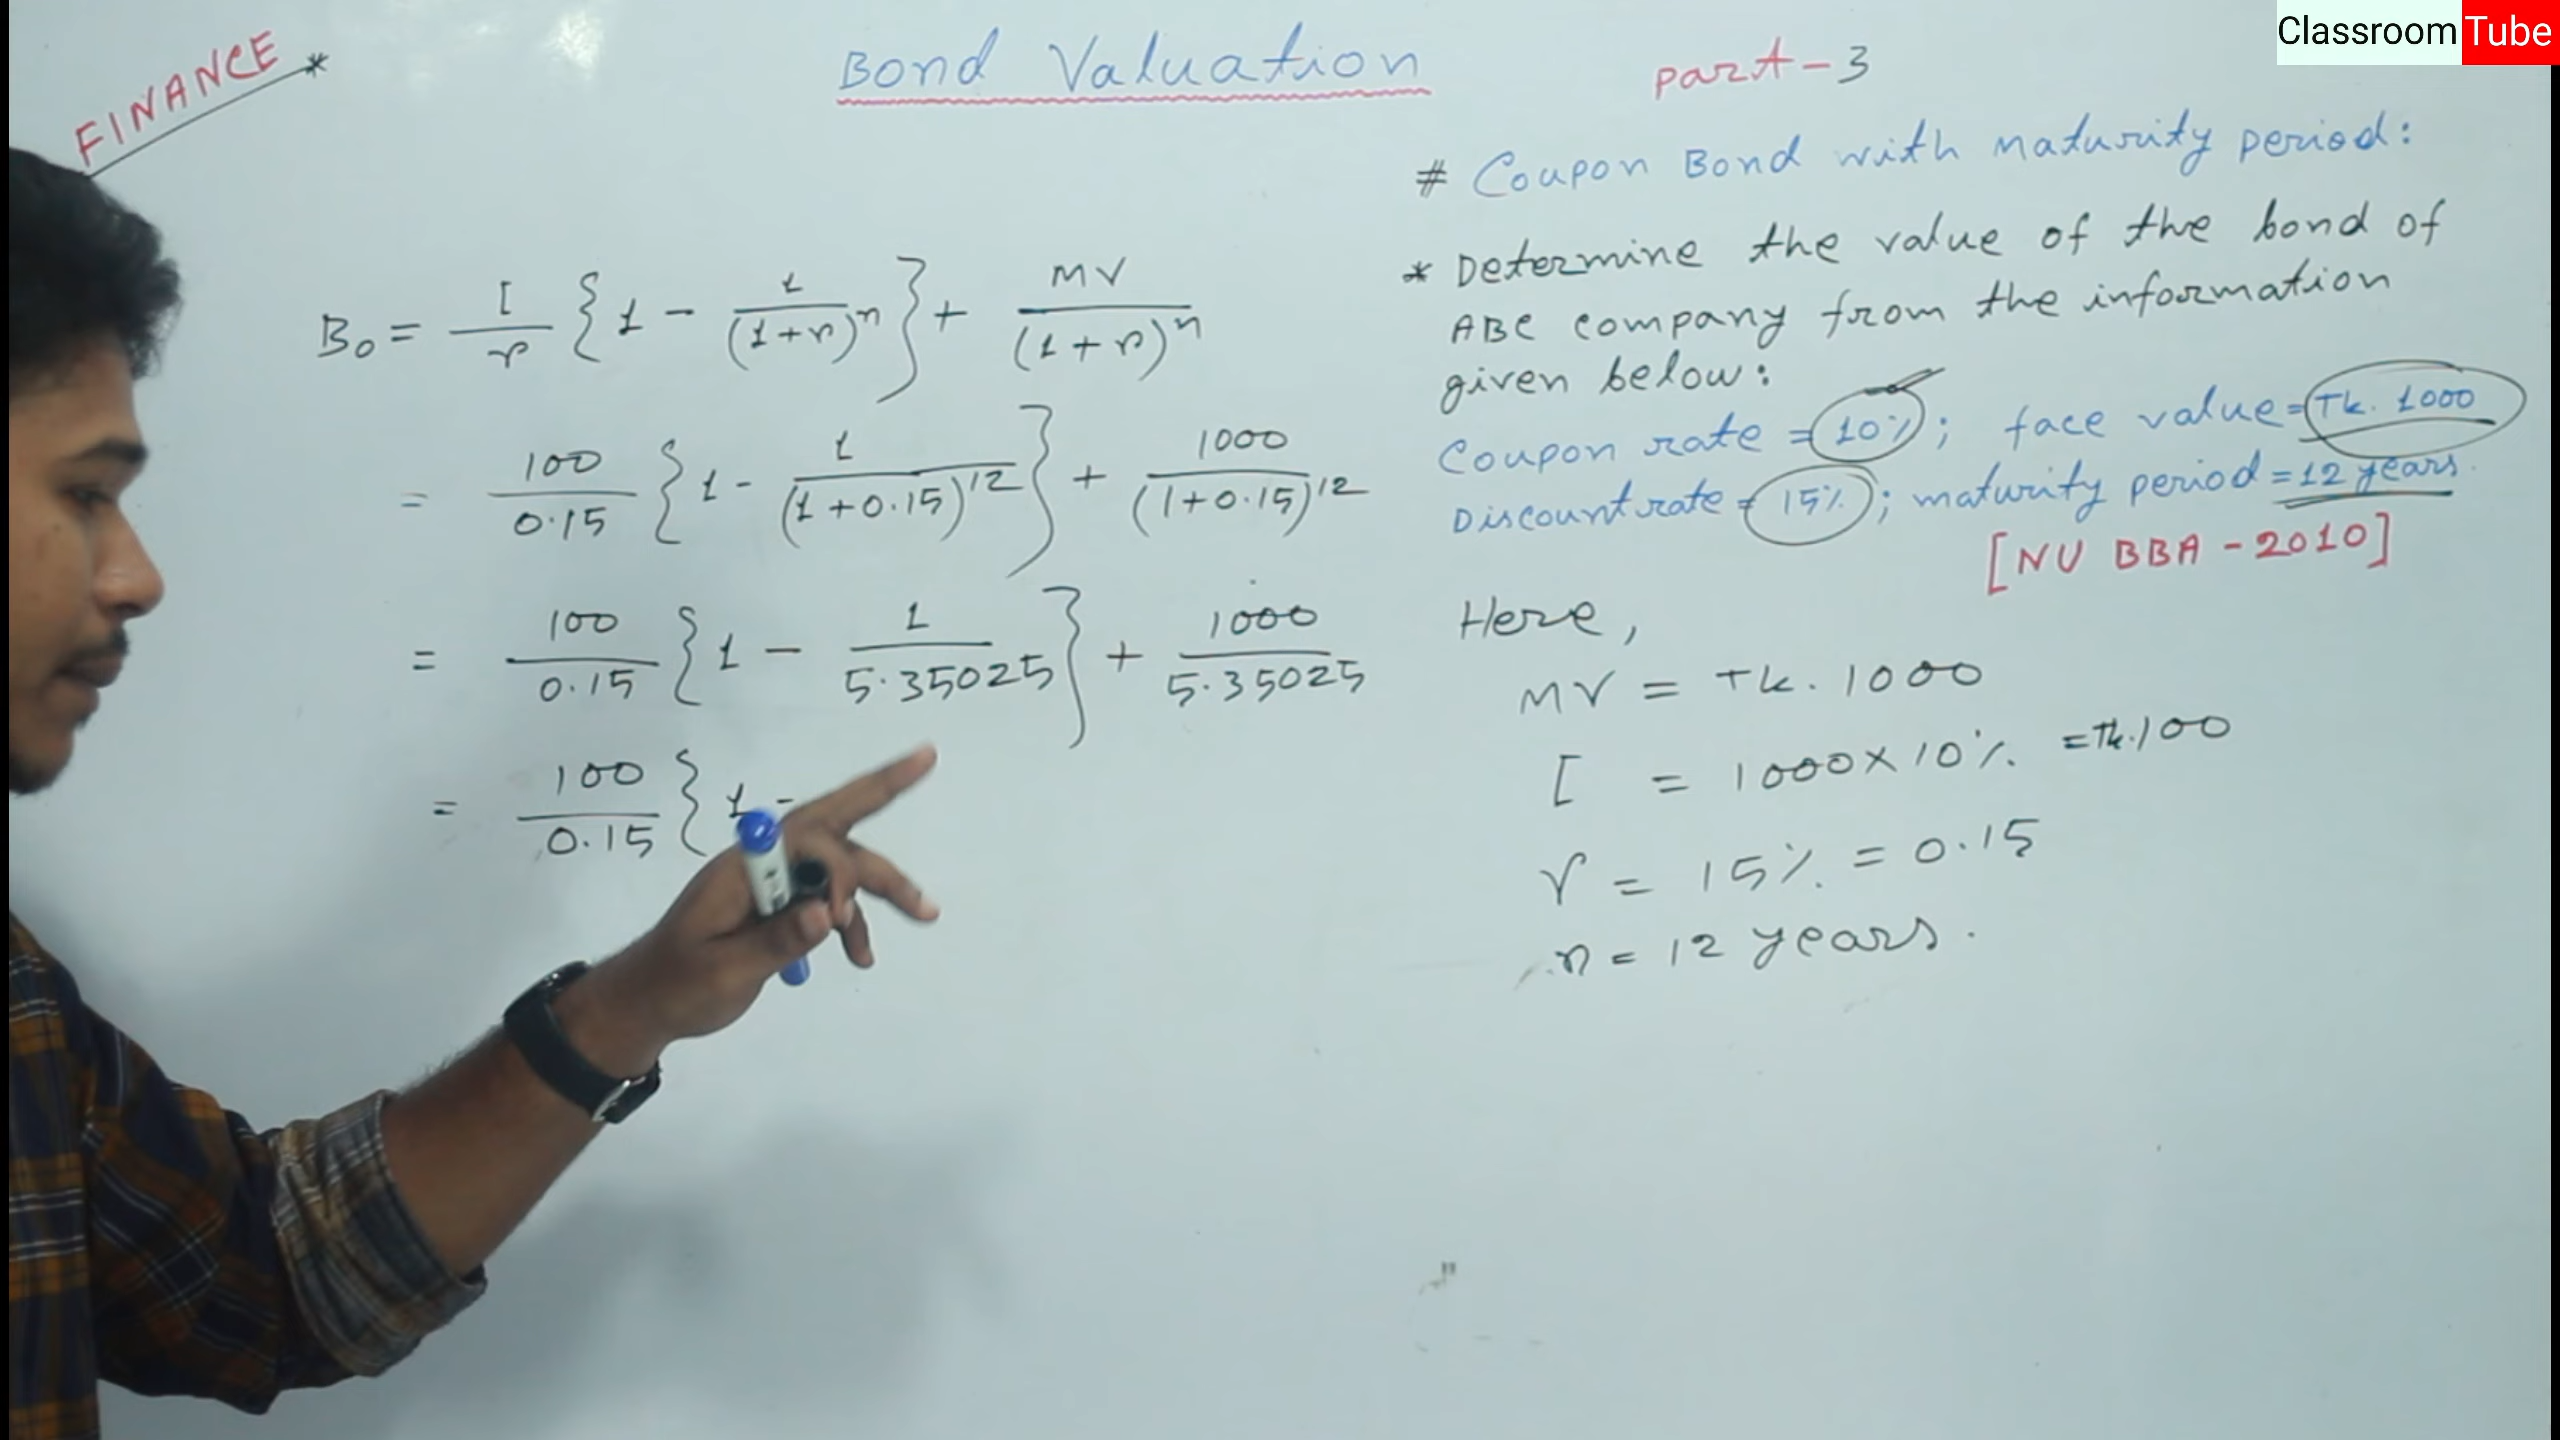 ClassroomTube
FINANCE *
Bond Valuation
part-3
# Coupon Bond with maturity period:
* Determine the value of the bond of
ABC company from the information
given below:
Coupon rate = 10%; face value = Tk. 1000
Discount rate = 15%; maturity period = 12 years.
[NU BBA - 2010]
Here,
MV = Tk. 1000
I = 1000 × 10% = Tk. 100
r = 15% = 0.15
n = 12 years.
B₀ = I/r {1 - 1/(1+r)^n} + MV/(1+r)^n
= 100/0.15 {1 - 1/(1+0.15)^12} + 1000/(1+0.15)^12
= 100/0.15 {1 - 1/5.35025} + 1000/5.35025
= 100/0.15 {1 -